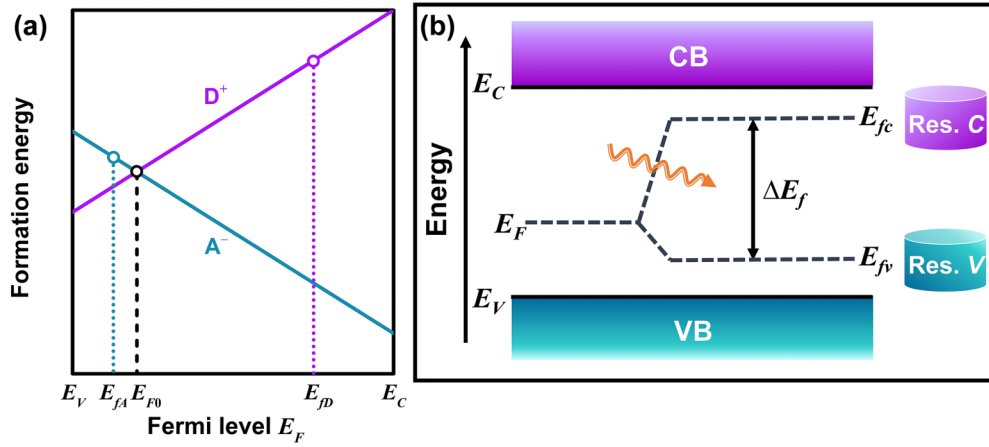 (a)
Formation energy
D⁺
A⁻
E_V E_fA E_F0 E_fD E_C
Fermi level E_F
(b)
Energy
CB
E_C
E_fc
Res. C
ΔE_f
E_F
E_fv
Res. V
E_V
VB